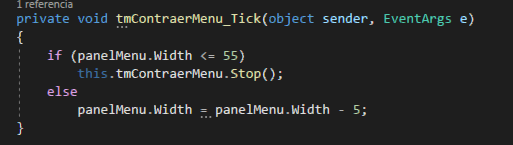 1 referencia
private void tmContraerMenu_Tick(object sender, EventArgs e)
{
if (panelMenu.Width <= 55)
this.tmContraerMenu.Stop();
else
panelMenu.Width = panelMenu.Width - 5;
}